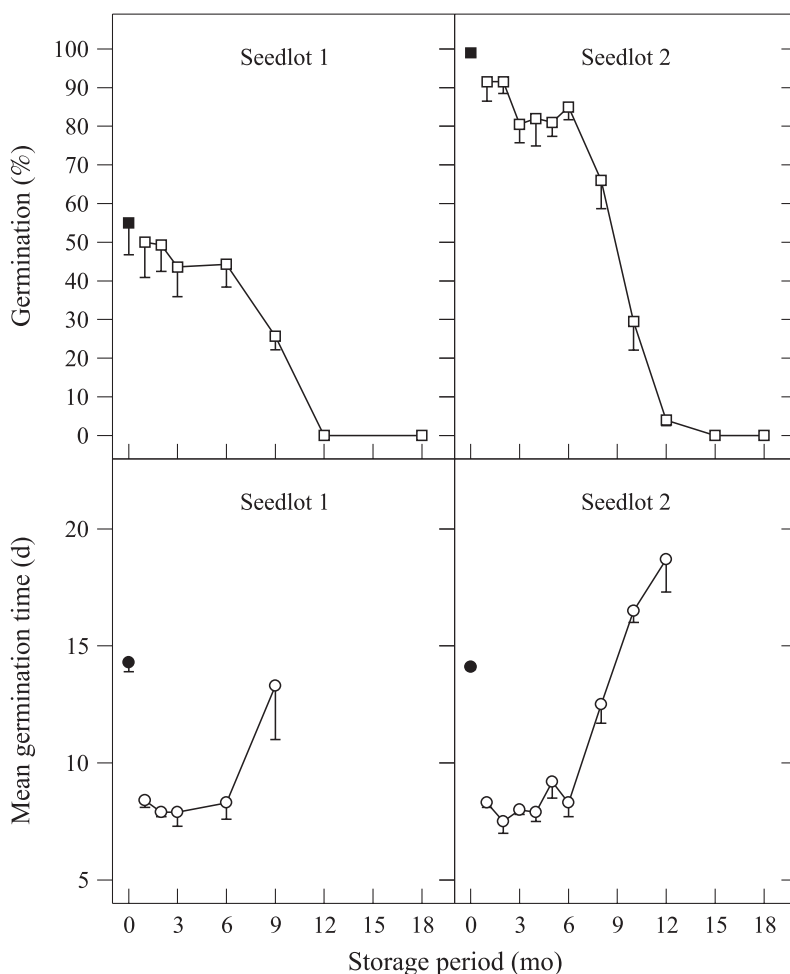 Seedlot 1
Seedlot 2
Germination (%)
100
90
80
70
60
50
40
30
20
10
0
Seedlot 1
Seedlot 2
Mean germination time (d)
20
15
10
5
0 3 6 9 12 15 18 0 3 6 9 12 15 18
Storage period (mo)